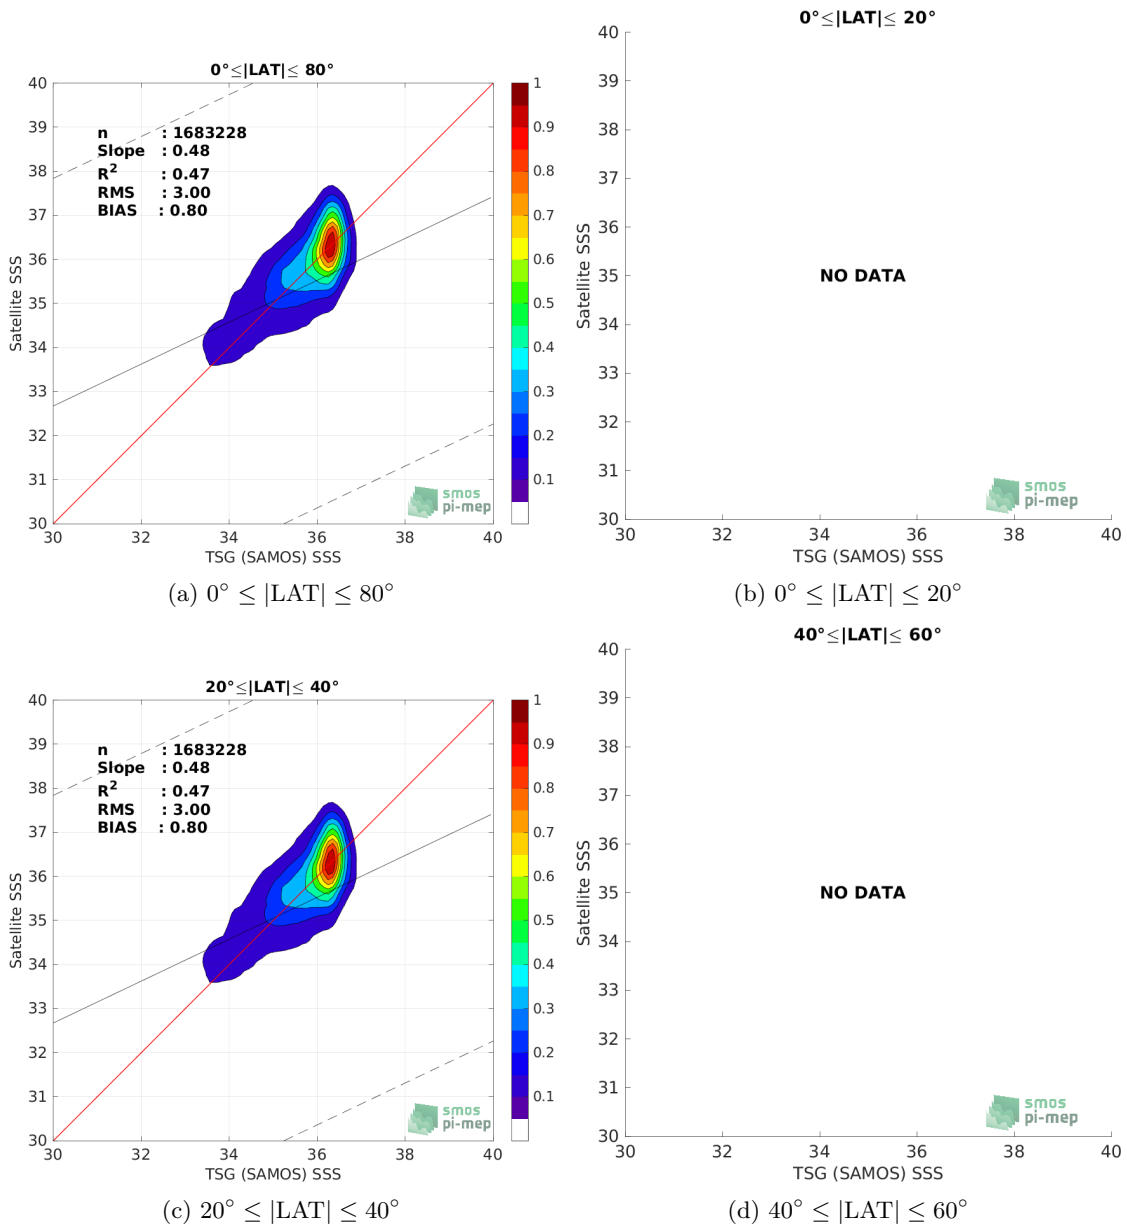 0°≤|LAT|≤ 80°
40
39
38
37
36
35
34
33
32
31
30
Satellite SSS
n : 1683228
Slope : 0.48
R² : 0.47
RMS : 3.00
BIAS : 0.80
1
0.9
0.8
0.7
0.6
0.5
0.4
0.3
0.2
0.1
smos
pi-mep
30 32 34 36 38 40
TSG (SAMOS) SSS
(a) 0° ≤ |LAT| ≤ 80°
0°≤|LAT|≤ 20°
40
39
38
37
36
35
34
33
32
31
30
Satellite SSS
NO DATA
smos
pi-mep
30 32 34 36 38 40
TSG (SAMOS) SSS
(b) 0° ≤ |LAT| ≤ 20°
20°≤|LAT|≤ 40°
40
39
38
37
36
35
34
33
32
31
30
Satellite SSS
n : 1683228
Slope : 0.48
R² : 0.47
RMS : 3.00
BIAS : 0.80
1
0.9
0.8
0.7
0.6
0.5
0.4
0.3
0.2
0.1
smos
pi-mep
30 32 34 36 38 40
TSG (SAMOS) SSS
(c) 20° ≤ |LAT| ≤ 40°
40°≤|LAT|≤ 60°
40
39
38
37
36
35
34
33
32
31
30
Satellite SSS
NO DATA
smos
pi-mep
30 32 34 36 38 40
TSG (SAMOS) SSS
(d) 40° ≤ |LAT| ≤ 60°